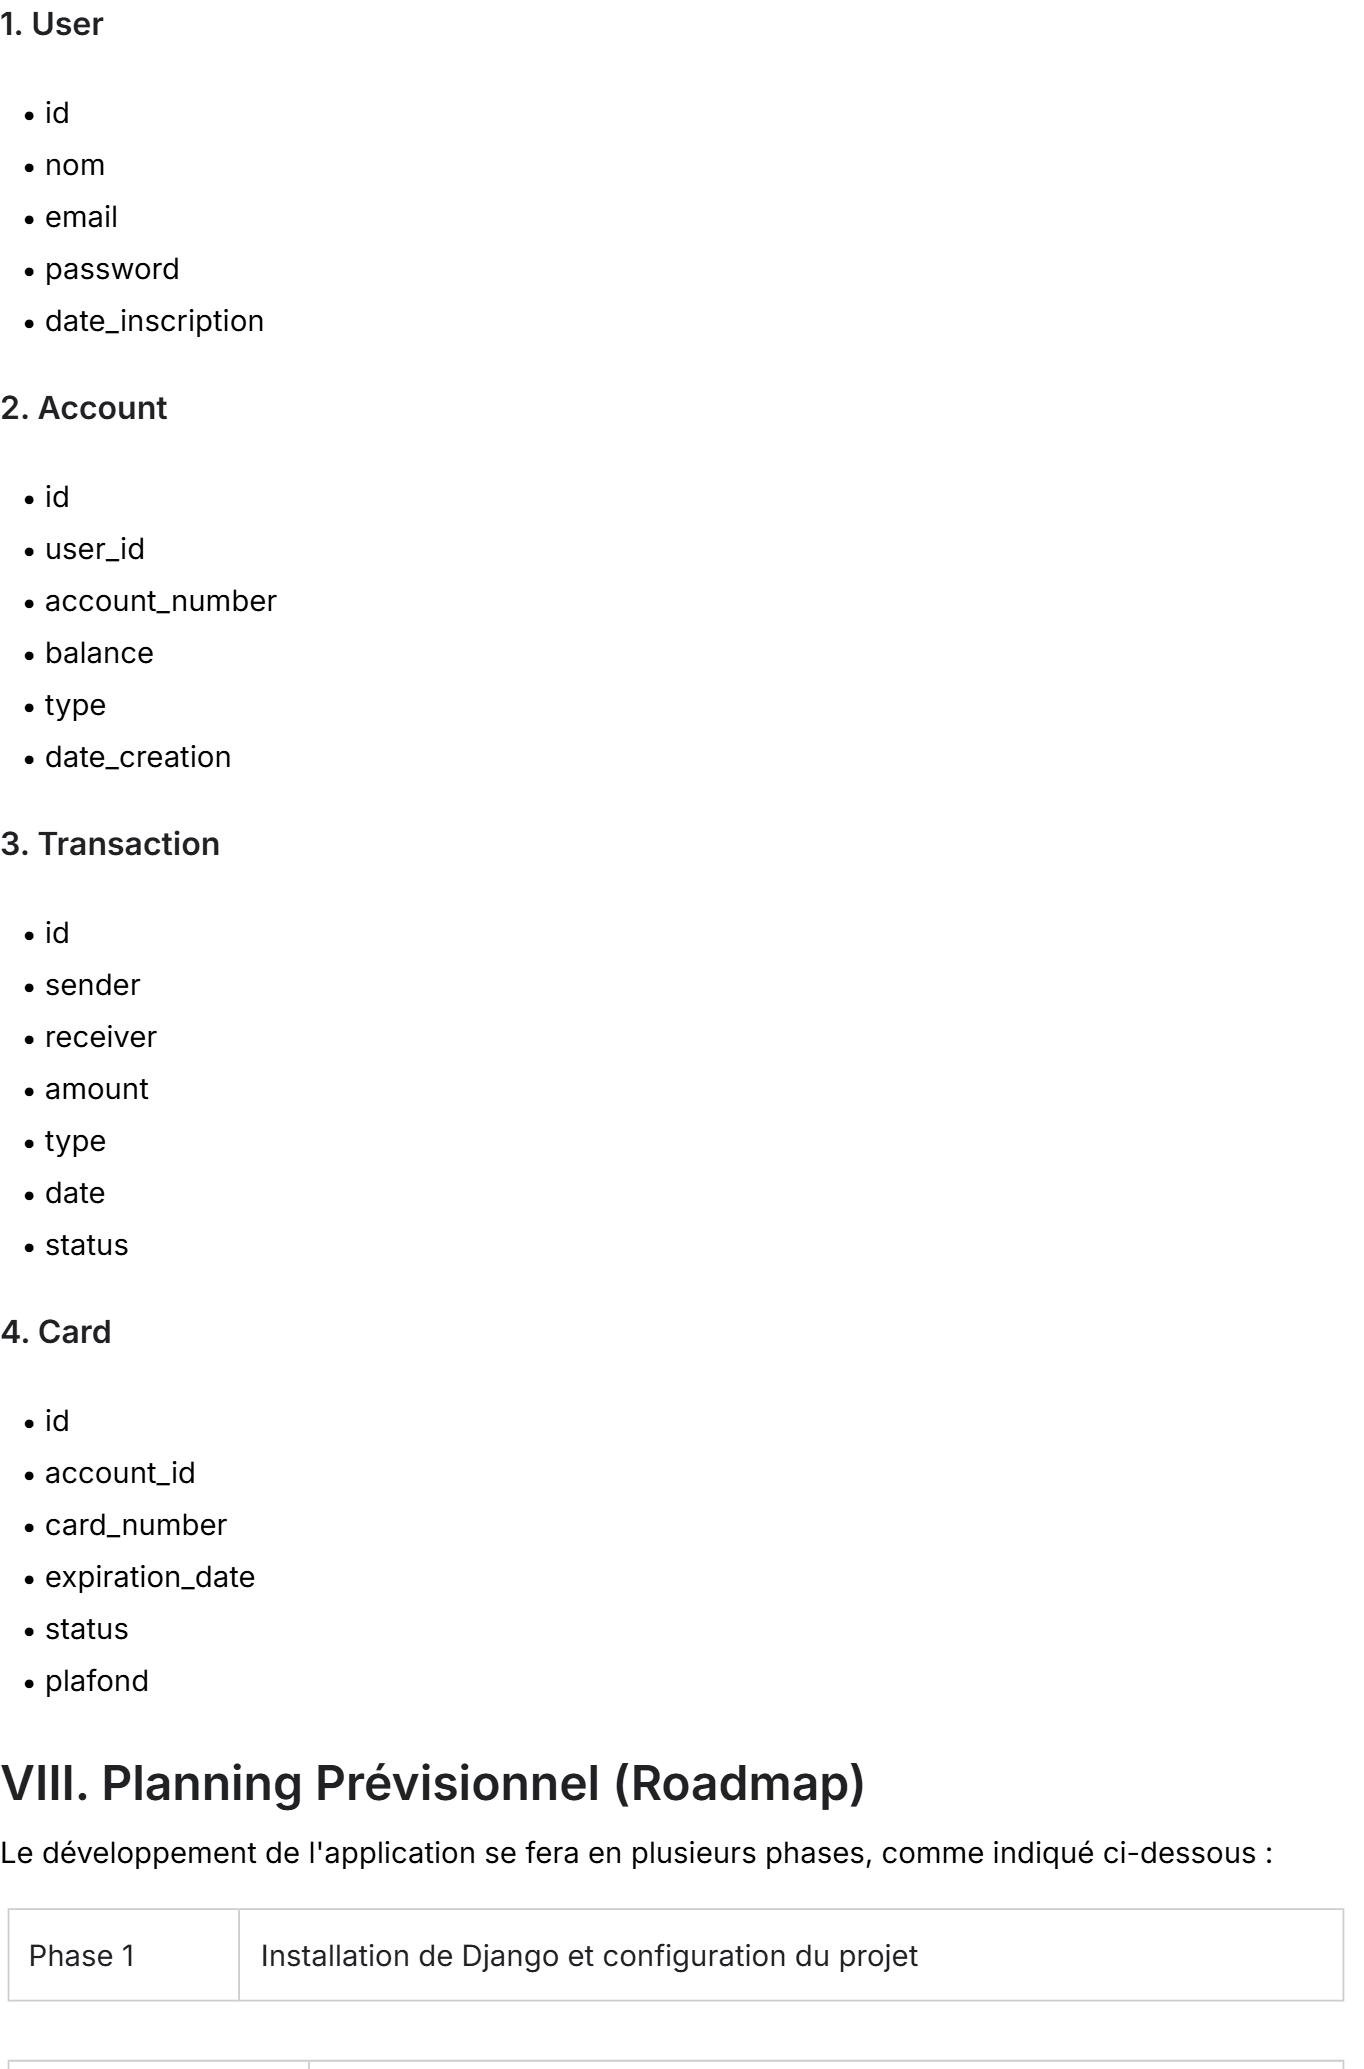 1. User
• id
• nom
• email
• password
• date_inscription
2. Account
• id
• user_id
• account_number
• balance
• type
• date_creation
3. Transaction
• id
• sender
• receiver
• amount
• type
• date
• status
4. Card
• id
• account_id
• card_number
• expiration_date
• status
• plafond
VIII. Planning Prévisionnel (Roadmap)
Le développement de l'application se fera en plusieurs phases, comme indiqué ci-dessous :
Phase 1 Installation de Django et configuration du projet